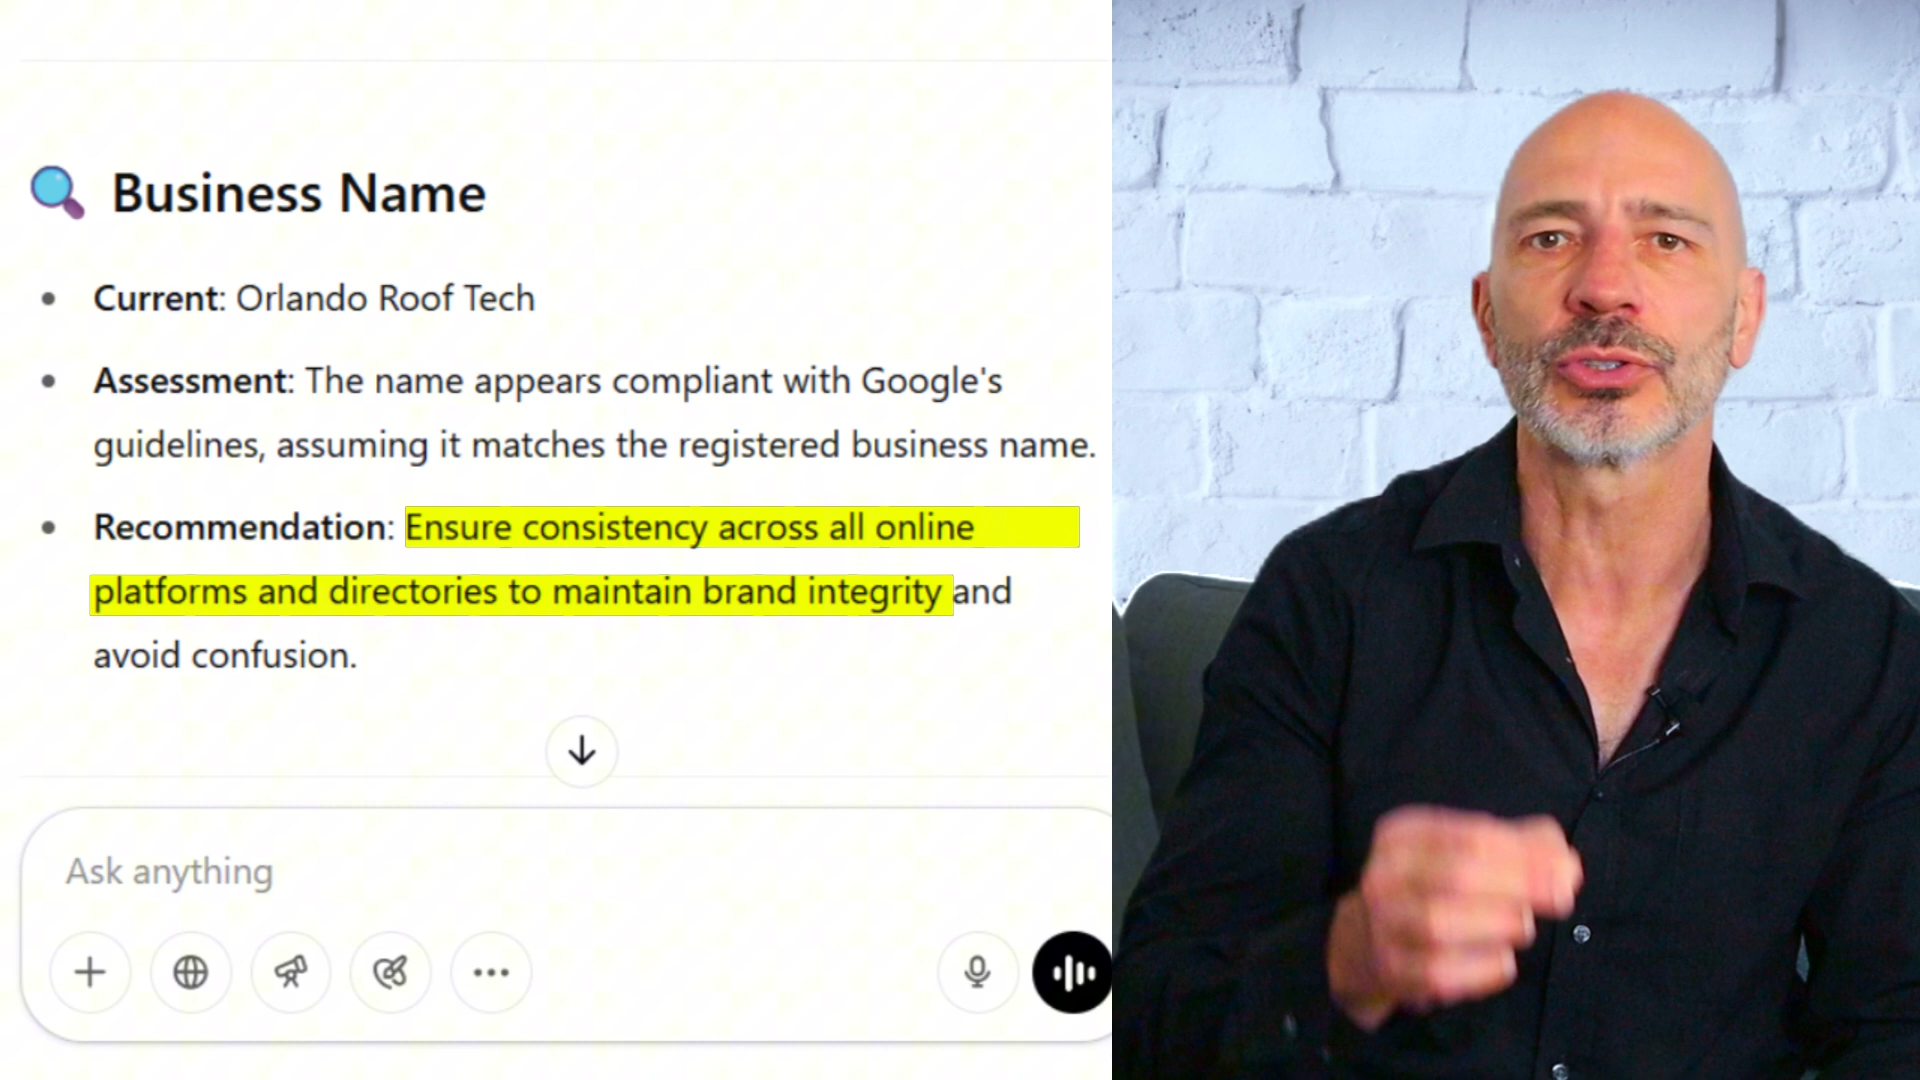 Business Name
Current: Orlando Roof Tech
Assessment: The name appears compliant with Google's
guidelines, assuming it matches the registered business name.
Recommendation: Ensure consistency across all online
platforms and directories to maintain brand integrity and
avoid confusion.
Ask anything